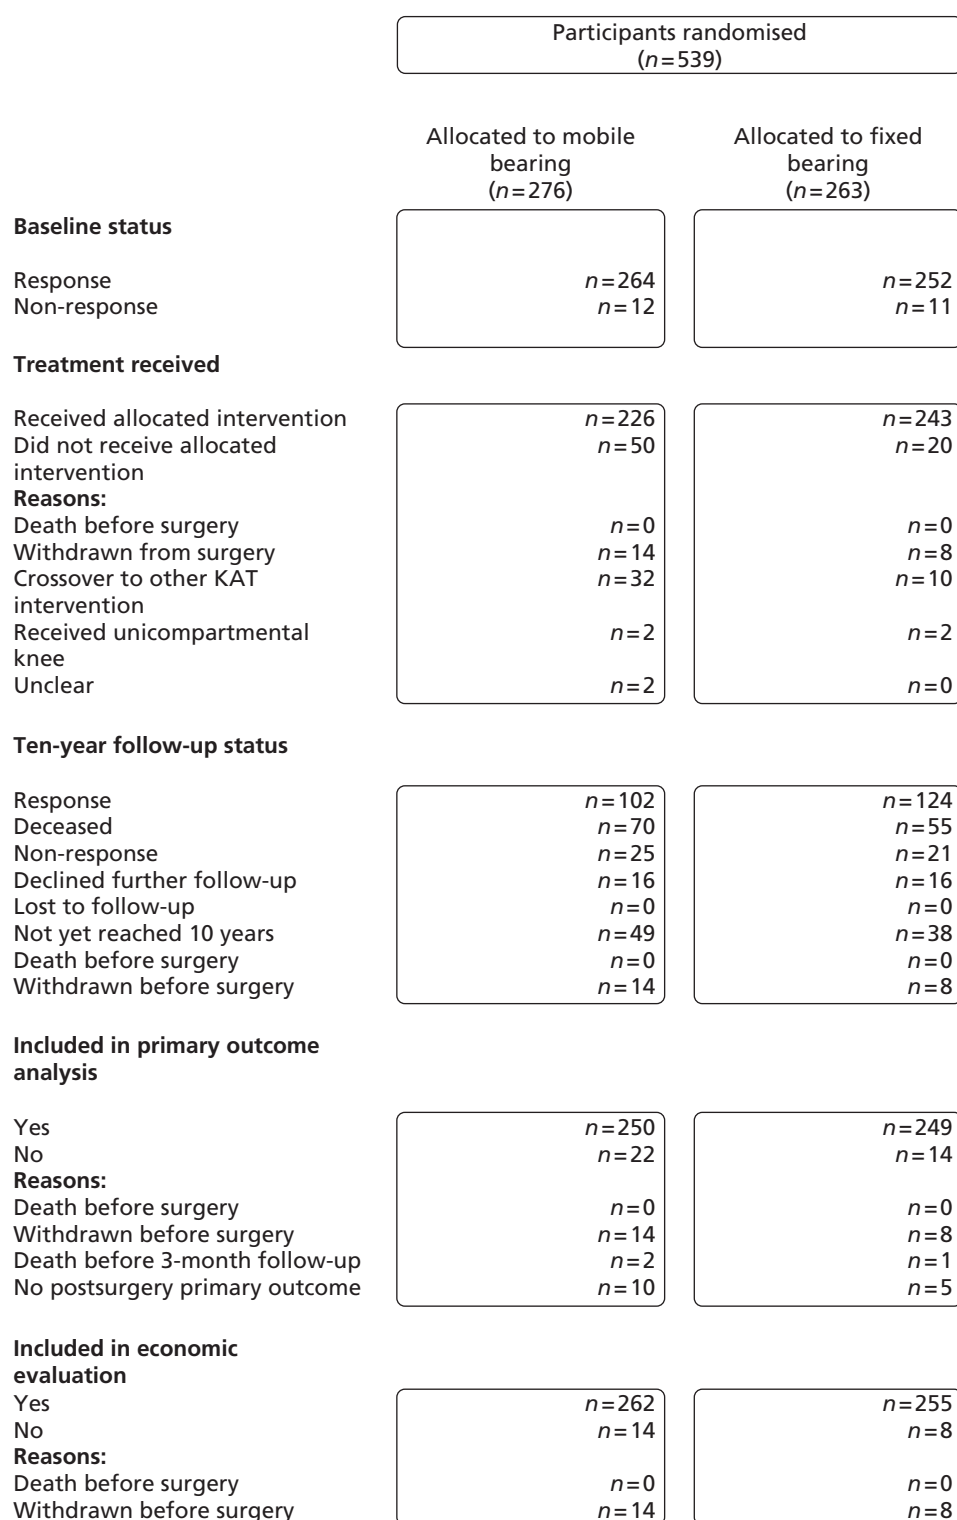 Participants randomised
(n=539)
Allocated to mobile bearing (n=276) Allocated to fixed bearing (n=263)
Baseline status
Response n=264 n=252
Non-response n=12 n=11
Treatment received
Received allocated intervention n=226 n=243
Did not receive allocated n=50 n=20
intervention
Reasons:
Death before surgery n=0 n=0
Withdrawn from surgery n=14 n=8
Crossover to other KAT n=32 n=10
intervention
Received unicompartmental n=2 n=2
knee
Unclear n=2 n=0
Ten-year follow-up status
Response n=102 n=124
Deceased n=70 n=55
Non-response n=25 n=21
Declined further follow-up n=16 n=16
Lost to follow-up n=0 n=0
Not yet reached 10 years n=49 n=38
Death before surgery n=0 n=0
Withdrawn before surgery n=14 n=8
Included in primary outcome
analysis
Yes n=250 n=249
No n=22 n=14
Reasons:
Death before surgery n=0 n=0
Withdrawn before surgery n=14 n=8
Death before 3-month follow-up n=2 n=1
No postsurgery primary outcome n=10 n=5
Included in economic
evaluation
Yes n=262 n=255
No n=14 n=8
Reasons:
Death before surgery n=0 n=0
Withdrawn before surgery n=14 n=8